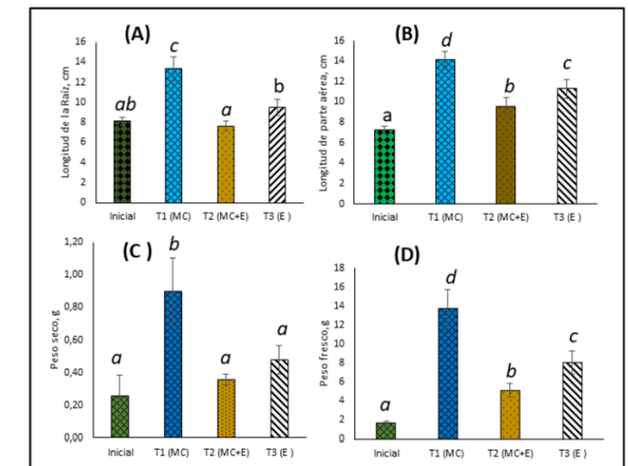 (A)
Longitud de la Raíz, cm
16
14
12
10
8
6
4
2
0
ab
c
a
b
Inicial T1 (MC) T2 (MC+E) T3 (E )
(B)
Longitud de parte aérea, cm
16
14
12
10
8
6
4
2
0
a
d
b
c
Inicial T1 (MC) T2 (MC+E) T3 (E )
(C )
Peso seco, g
1,20
1,00
0,80
0,60
0,40
0,20
0,00
a
b
a
a
Inicial T1 (MC) T2 (MC+E) T3 (E )
(D)
Peso fresco,g
18
16
14
12
10
8
6
4
2
0
a
d
b
c
Inicial T1 (MC) T2 (MC+E) T3 (E )